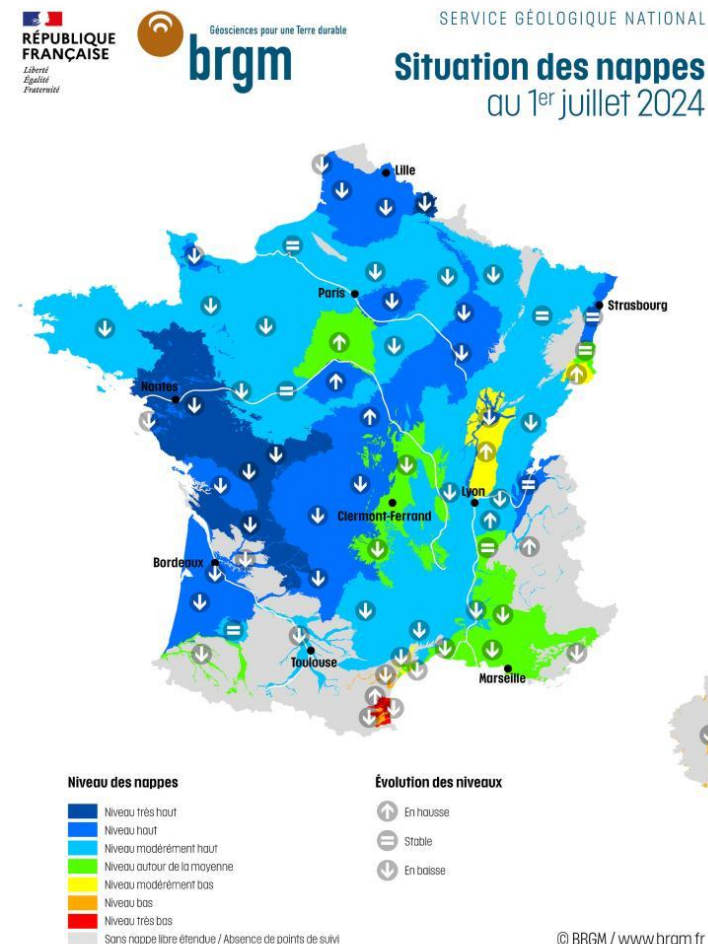 RÉPUBLIQUE
FRANÇAISE
Liberté
Égalité
Fraternité
Géosciences pour une Terre durable
brgm
SERVICE GÉOLOGIQUE NATIONAL
Situation des nappes
au 1er juillet 2024
Lille
Paris
Strasbourg
Nantes
Lyon
Clermont-Ferrand
Bordeaux
Toulouse
Marseille
Niveau des nappes
Niveau très haut
Niveau haut
Niveau modérément haut
Niveau autour de la moyenne
Niveau modérément bas
Niveau bas
Niveau très bas
Sans nappe libre étendue / Absence de points de suivi
Évolution des niveaux
En hausse
Stable
En baisse
© BRGM / www.brgm.fr